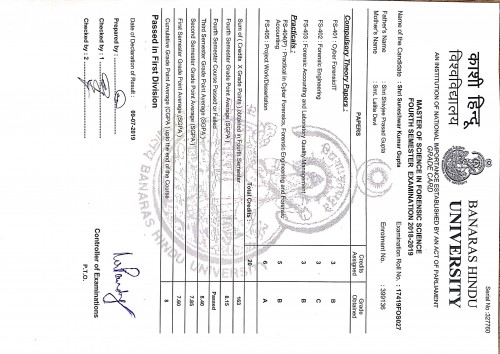 Serial No :327760
काशी हिन्दू
विश्वविद्यालय
BANARAS HINDU
UNIVERSITY
AN INSTITUTION OF NATIONAL IMPORTANCE ESTABLISHED BY AN ACT OF PARLIAMENT
GRADE CARD
MASTER OF SCIENCE IN FORENSIC SCIENCE
FOURTH SEMESTER EXAMINATION 2018-2019
Name of the Candidate : Shri Sarveshwar Kumar Gupta Examination Roll No. : 17419FOS027
Father's Name : Shri. Shivjee Prasad Gupta Enrolment No. : 399136
Mother's Name : Smt. Lalita Devi
PAPERS Credits Assigned Grade Obtained
Compulsory Theory Papers :
FS-401 : Cyber Forensic/IT 3 B
FS-402 : Forensic Engineering 3 C
FS-403 : Forensic Accounting and Laboratory Quality Management 3 B
Practicals :
FS-404(P) : Practical in Cyber Forensics, Forensic Engineering and Forensic 5 B
Accounting
FS-405 : Project Work/Dissertation 6 A
Total Credits : 20
Sum of ( Credits X Grade Points ) obtained in Fourth Semester 163
Fourth Semester Grade Point Average (SGPA ) 8.15
Fourth Semester Course Passed or Failed Passed
Third Semester Grade Point Average (SGPA ) 8.40
Second Semester Grade Point Average (SGPA ) 7.85
First Semester Grade Point Average (SGPA ) 7.60
Cumulative Grade Point Average (CGPA ) upto the end of the Course 8
Passed in First Division
Date of Declaration of Result : 09-07-2019
Prepared by :
Checked by : 1
Checked by : 2
Controller of Examinations
P.T.O.
BANARAS HINDU UNIVERSITY